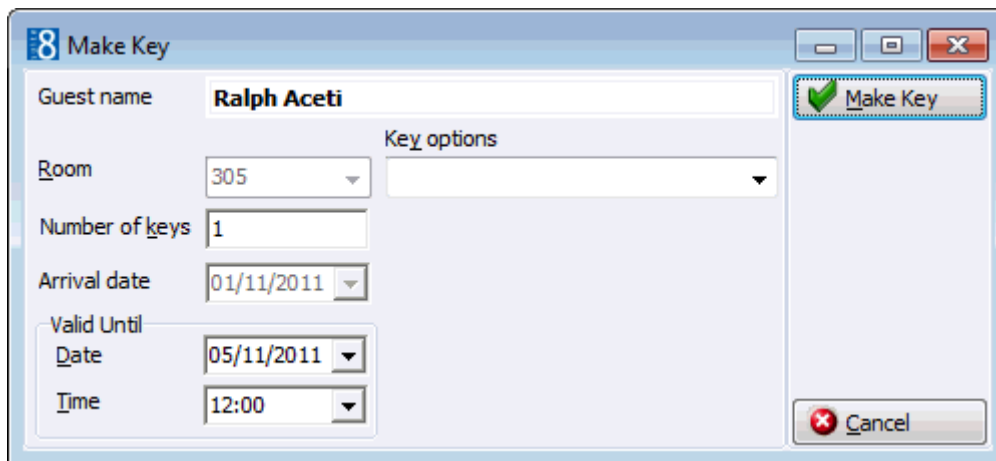 8 Make Key
Guest name Ralph Aceti
Make Key
Key options
Room 305
Number of keys 1
Arrival date 01/11/2011
Valid Until
Date 05/11/2011
Time 12:00
Cancel